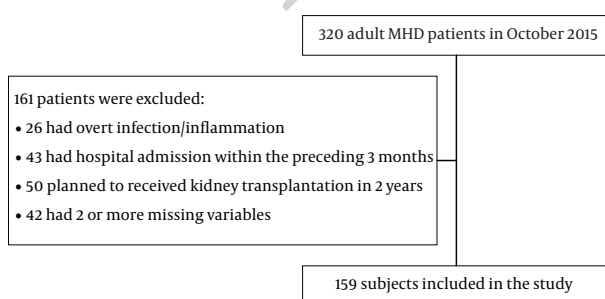 320 adult MHD patients in October 2015
161 patients were excluded:
• 26 had overt infection/inflammation
• 43 had hospital admission within the preceding 3 months
• 50 planned to received kidney transplantation in 2 years
• 42 had 2 or more missing variables
159 subjects included in the study